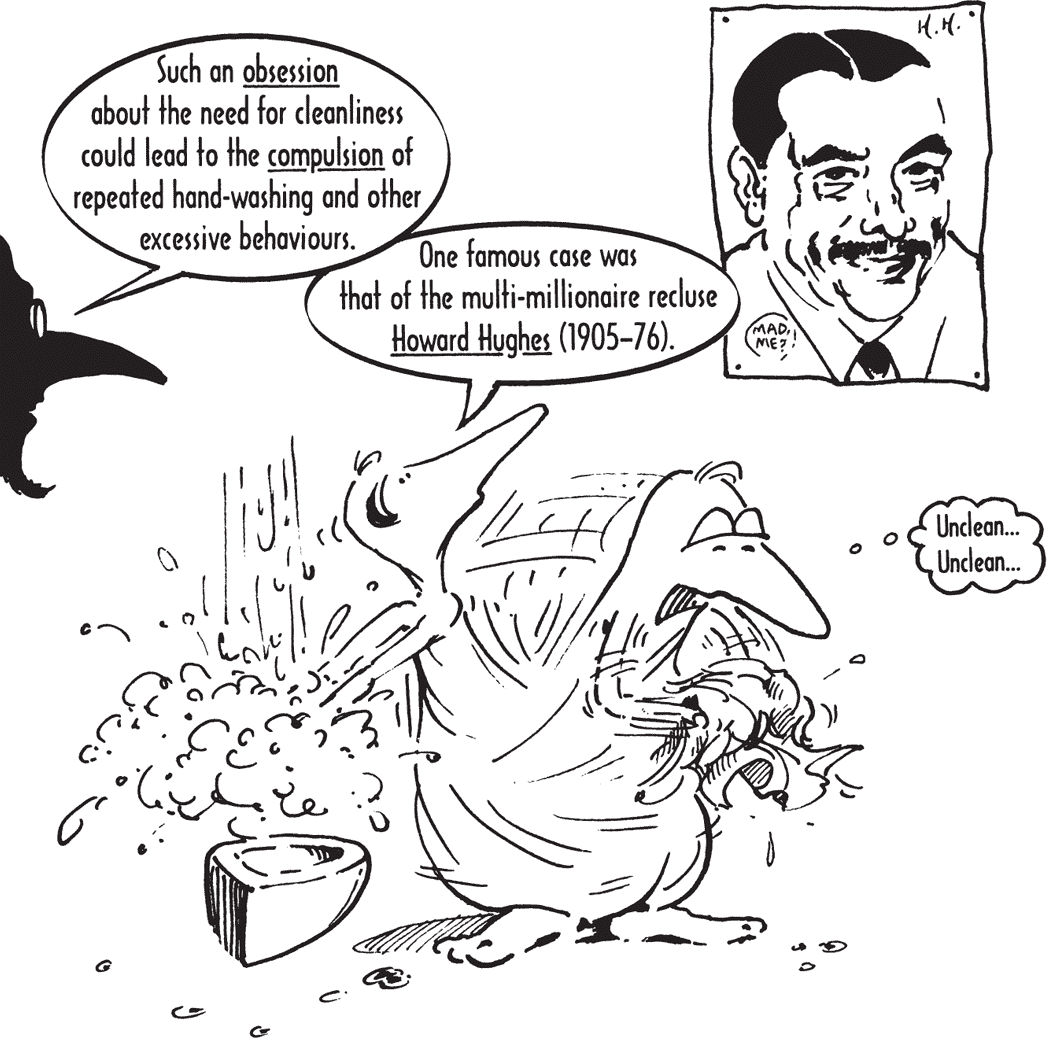 Such an obsession
about the need for cleanliness
could lead to the compulsion of
repeated hand-washing and other
excessive behaviours.
One famous case was
that of the multi-millionaire recluse
Howard Hughes (1905–76).
H.H.
MAD,
ME?!
Unclean...
Unclean...